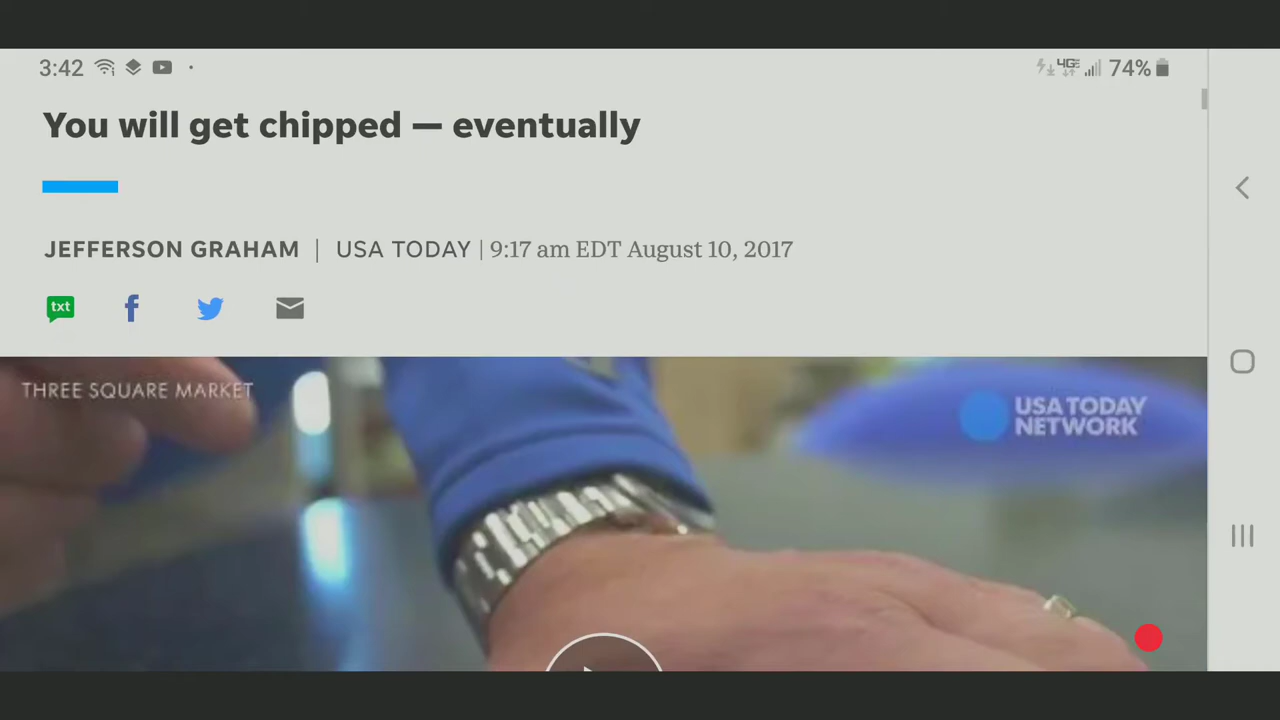 3:42
4GE
74%
You will get chipped — eventually
JEFFERSON GRAHAM | USA TODAY | 9:17 am EDT August 10, 2017
txt
THREE SQUARE MARKET
USA TODAY
NETWORK